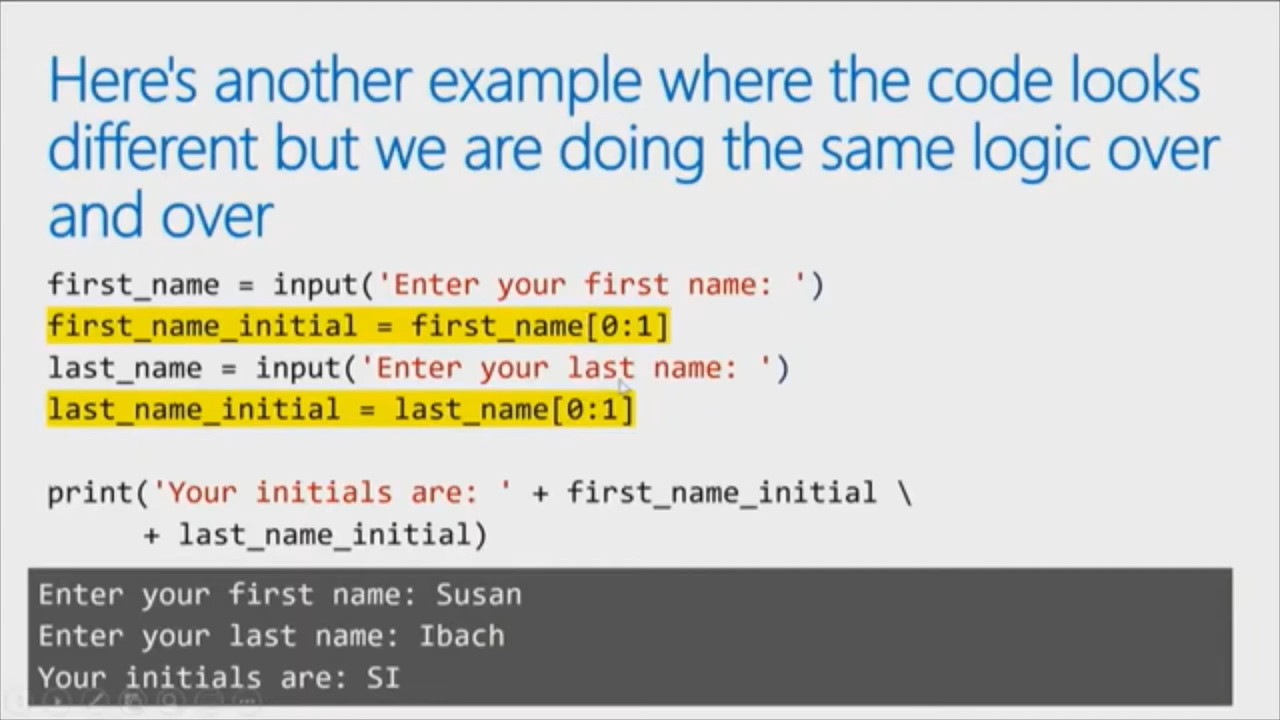 Here's another example where the code looks
different but we are doing the same logic over
and over
first_name = input('Enter your first name: ')
first_name_initial = first_name[0:1]
last_name = input('Enter your last name: ')
last_name_initial = last_name[0:1]
print('Your initials are: ' + first_name_initial \
+ last_name_initial)
Enter your first name: Susan
Enter your last name: Ibach
Your initials are: SI